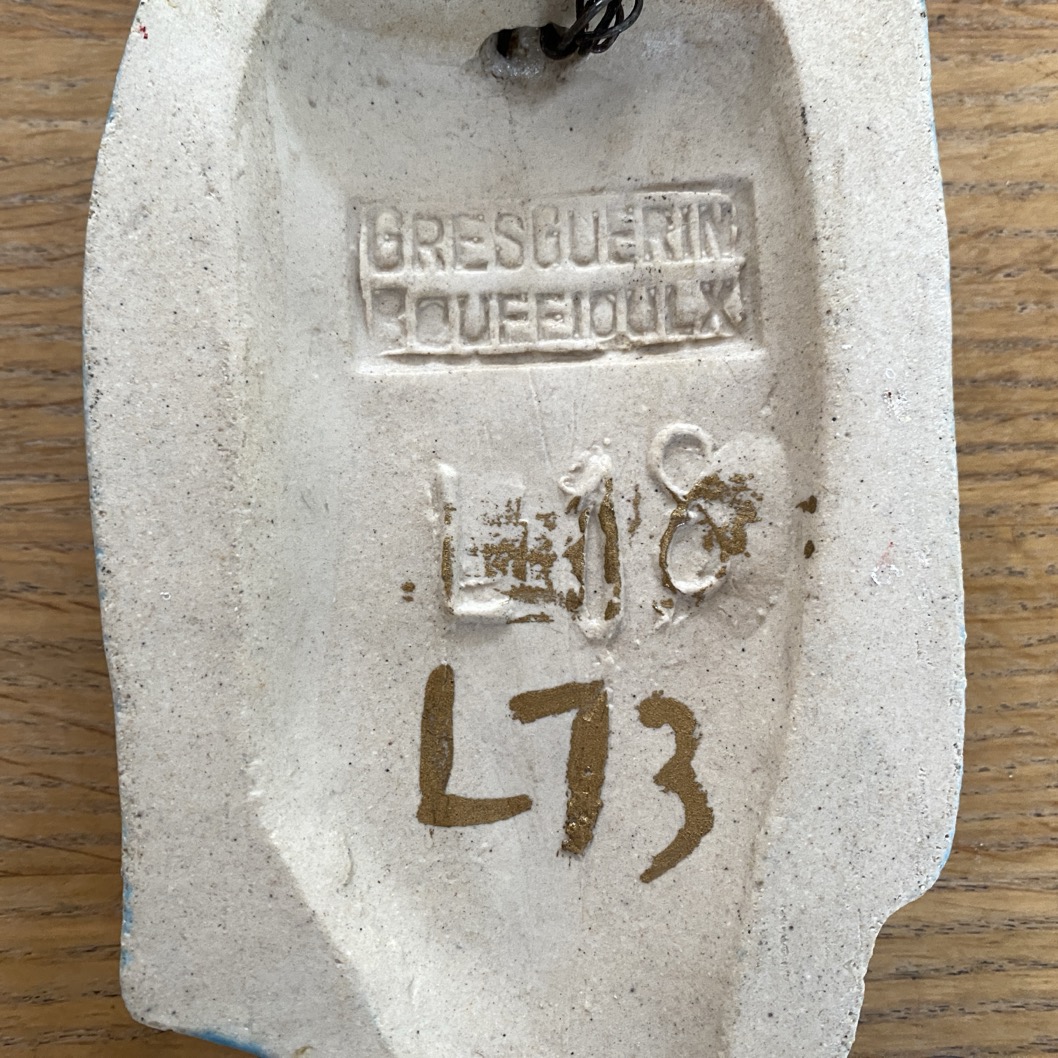 GRESGUERIN
BOUFFIOULX
L18
L73